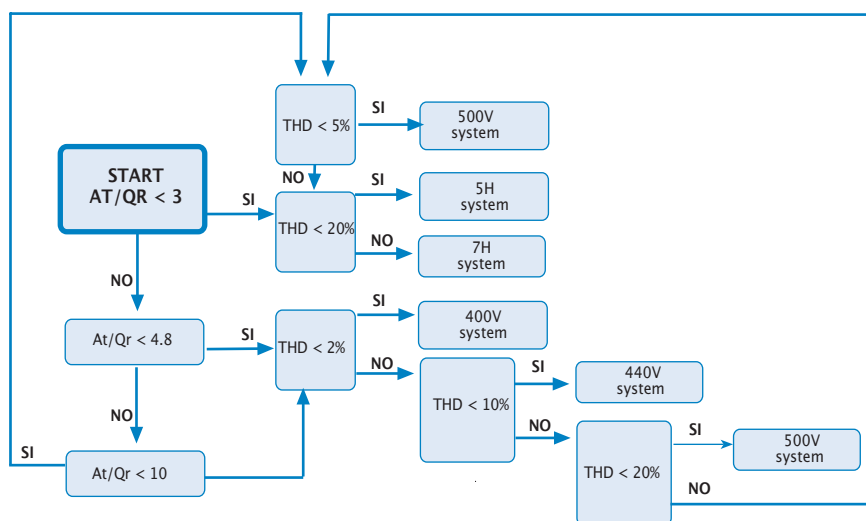 THD < 5%
SI
500V
system
NO
START
AT/QR < 3
SI
THD < 20%
SI
5H
system
NO
7H
system
NO
At/Qr < 4.8
SI
THD < 2%
SI
400V
system
NO
THD < 10%
SI
440V
system
NO
THD < 20%
SI
500V
system
NO
NO
At/Qr < 10
SI